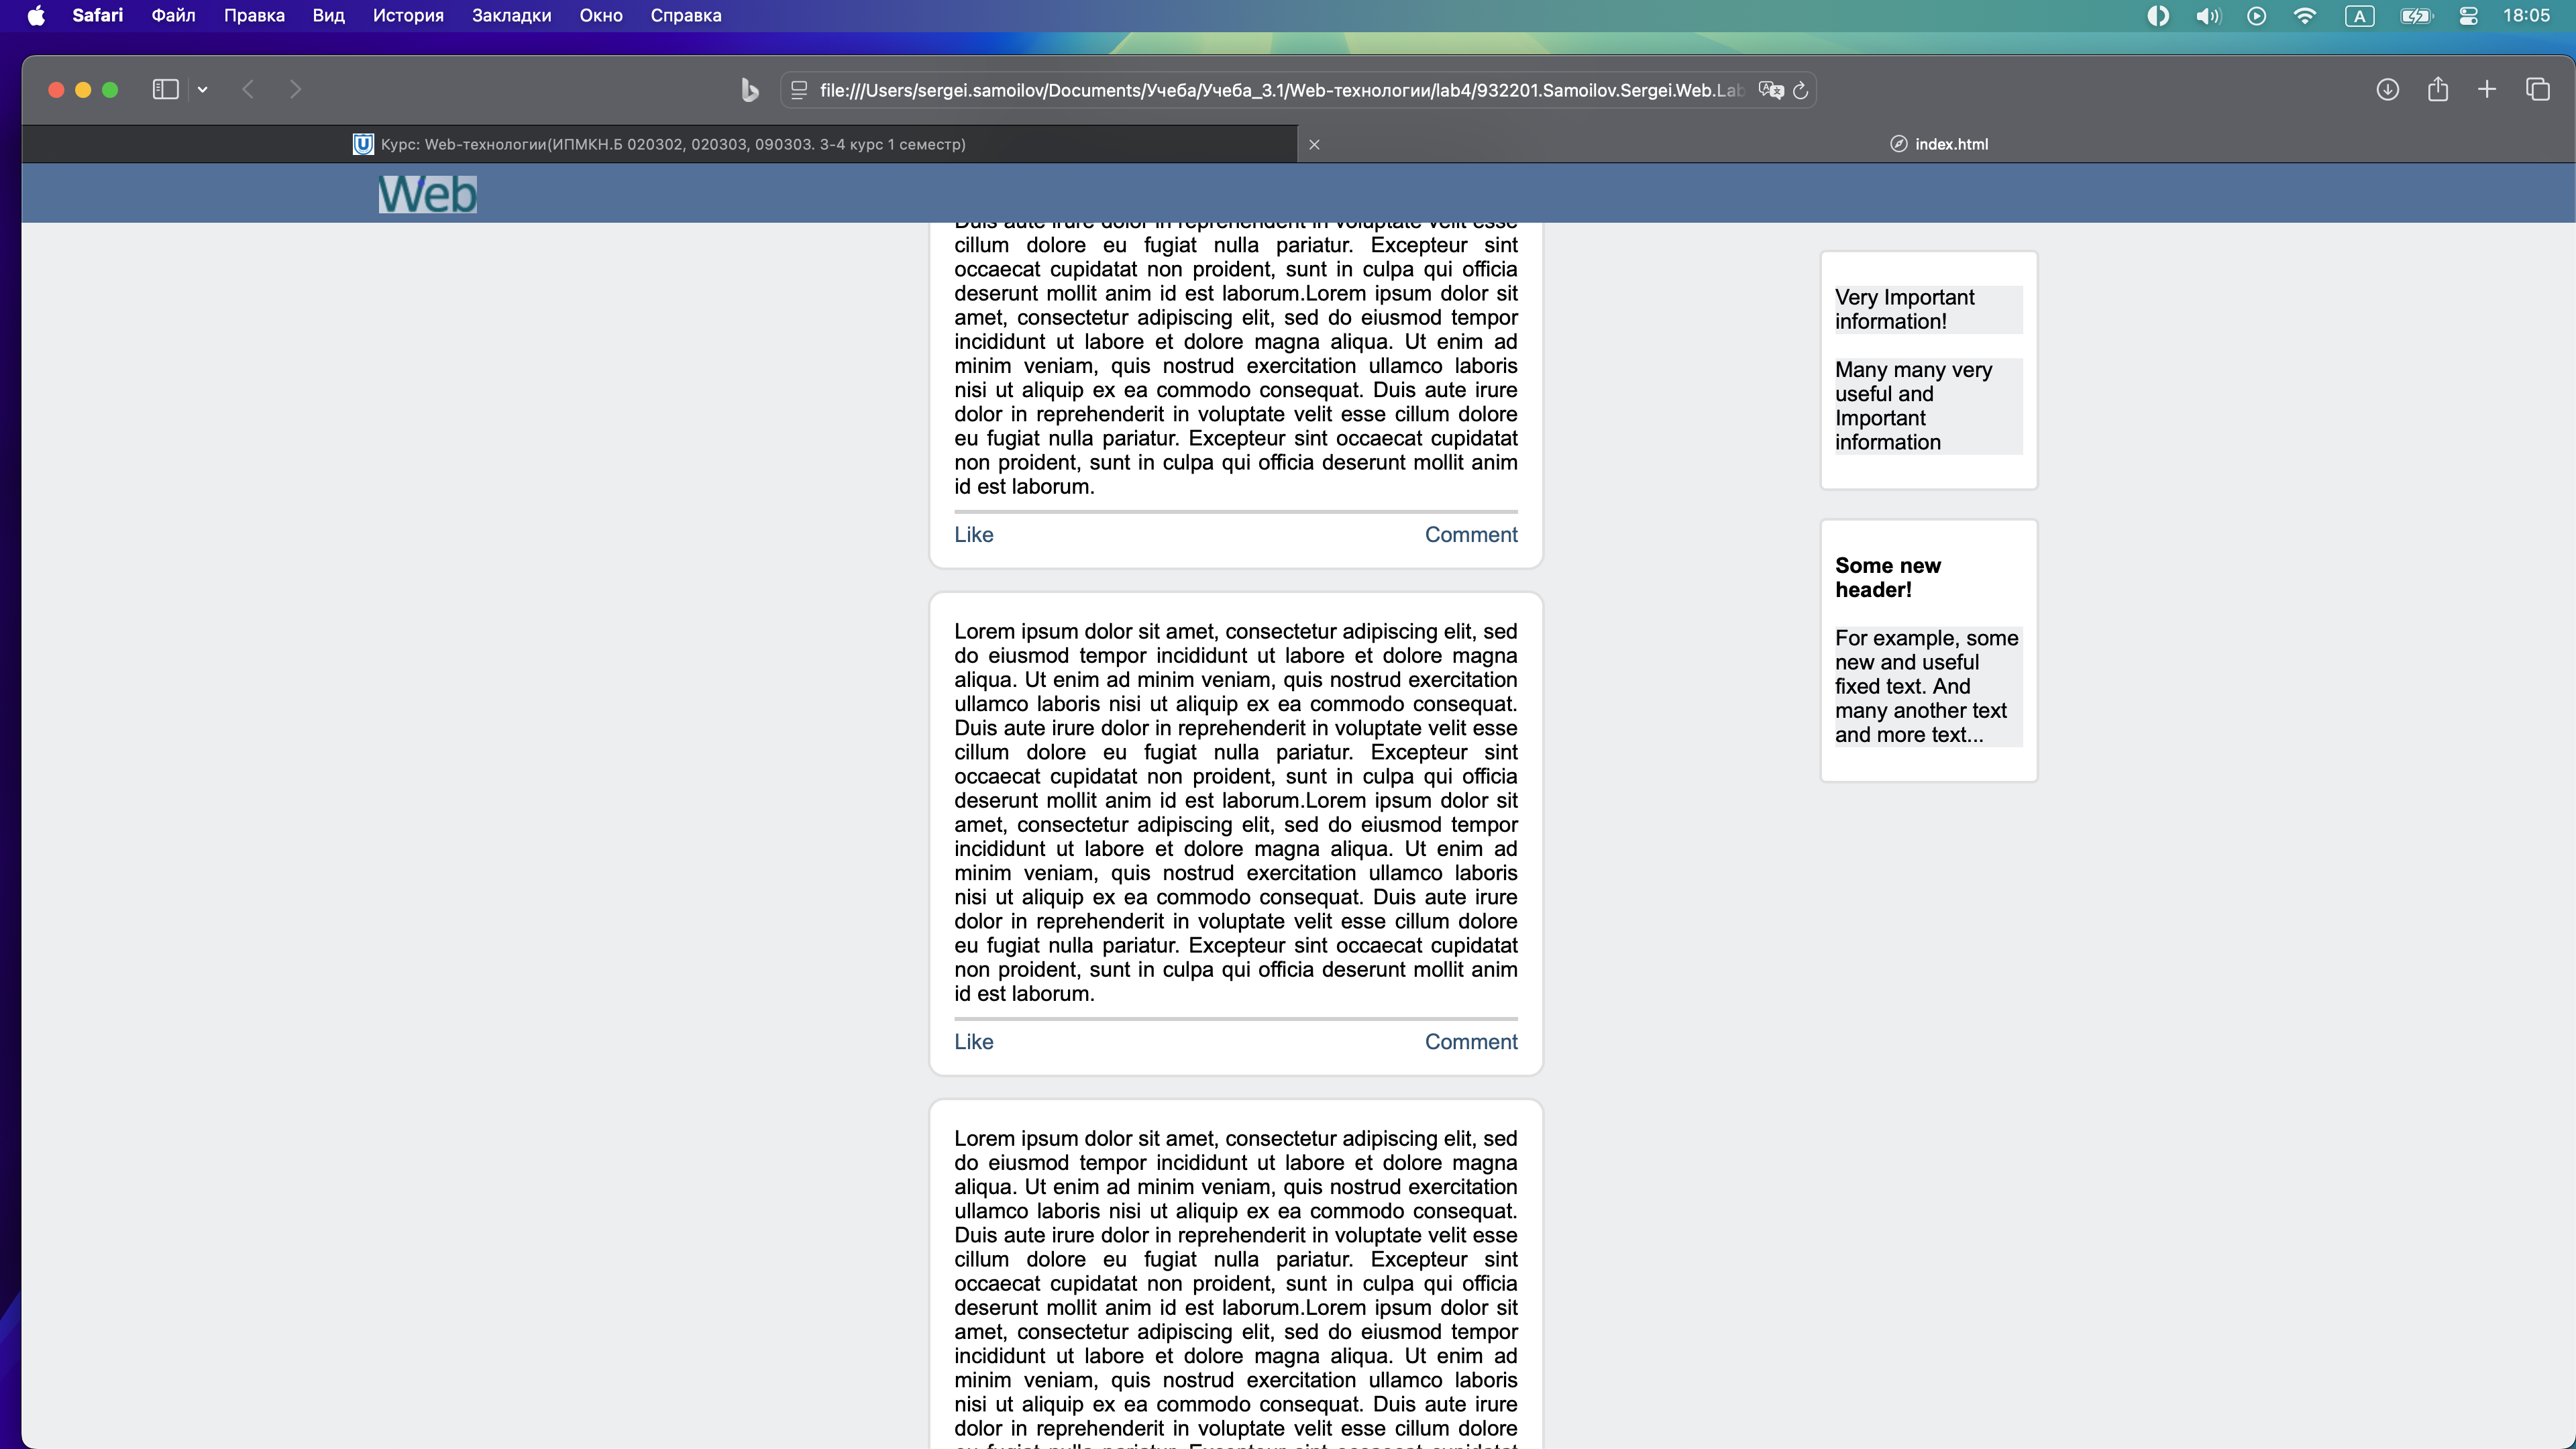 Safari Файл Правка Вид История Закладки Окно Справка A 18:05
file:///Users/sergei.samoilov/Documents/Учеба/Учеба_3.1/Web-технологии/lab4/932201.Samoilov.Sergei.Web.Lab
Курс: Web-технологии(ИПМКН.Б 020302, 020303, 090303. 3-4 курс 1 семестр)
index.html
Web
Duis aute irure dolor in reprehenderit in voluptate velit esse
cillum dolore eu fugiat nulla pariatur. Excepteur sint
occaecat cupidatat non proident, sunt in culpa qui officia
deserunt mollit anim id est laborum.Lorem ipsum dolor sit
amet, consectetur adipiscing elit, sed do eiusmod tempor
incididunt ut labore et dolore magna aliqua. Ut enim ad
minim veniam, quis nostrud exercitation ullamco laboris
nisi ut aliquip ex ea commodo consequat. Duis aute irure
dolor in reprehenderit in voluptate velit esse cillum dolore
eu fugiat nulla pariatur. Excepteur sint occaecat cupidatat
non proident, sunt in culpa qui officia deserunt mollit anim
id est laborum.
Like Comment
Lorem ipsum dolor sit amet, consectetur adipiscing elit, sed
do eiusmod tempor incididunt ut labore et dolore magna
aliqua. Ut enim ad minim veniam, quis nostrud exercitation
ullamco laboris nisi ut aliquip ex ea commodo consequat.
Duis aute irure dolor in reprehenderit in voluptate velit esse
cillum dolore eu fugiat nulla pariatur. Excepteur sint
occaecat cupidatat non proident, sunt in culpa qui officia
deserunt mollit anim id est laborum.Lorem ipsum dolor sit
amet, consectetur adipiscing elit, sed do eiusmod tempor
incididunt ut labore et dolore magna aliqua. Ut enim ad
minim veniam, quis nostrud exercitation ullamco laboris
nisi ut aliquip ex ea commodo consequat. Duis aute irure
dolor in reprehenderit in voluptate velit esse cillum dolore
eu fugiat nulla pariatur. Excepteur sint occaecat cupidatat
non proident, sunt in culpa qui officia deserunt mollit anim
id est laborum.
Like Comment
Lorem ipsum dolor sit amet, consectetur adipiscing elit, sed
do eiusmod tempor incididunt ut labore et dolore magna
aliqua. Ut enim ad minim veniam, quis nostrud exercitation
ullamco laboris nisi ut aliquip ex ea commodo consequat.
Duis aute irure dolor in reprehenderit in voluptate velit esse
cillum dolore eu fugiat nulla pariatur. Excepteur sint
occaecat cupidatat non proident, sunt in culpa qui officia
deserunt mollit anim id est laborum.Lorem ipsum dolor sit
amet, consectetur adipiscing elit, sed do eiusmod tempor
incididunt ut labore et dolore magna aliqua. Ut enim ad
minim veniam, quis nostrud exercitation ullamco laboris
nisi ut aliquip ex ea commodo consequat. Duis aute irure
dolor in reprehenderit in voluptate velit esse cillum dolore
Very Important
information!
Many many very
useful and
Important
information
Some new
header!
For example, some
new and useful
fixed text. And
many another text
and more text...